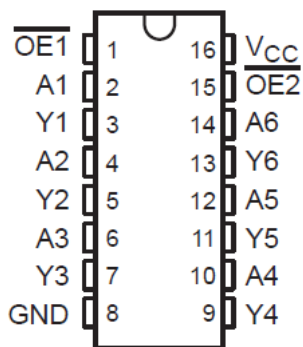 OE1 1 16 VCC
A1 2 15 OE2
Y1 3 14 A6
A2 4 13 Y6
Y2 5 12 A5
A3 6 11 Y5
Y3 7 10 A4
GND 8 9 Y4